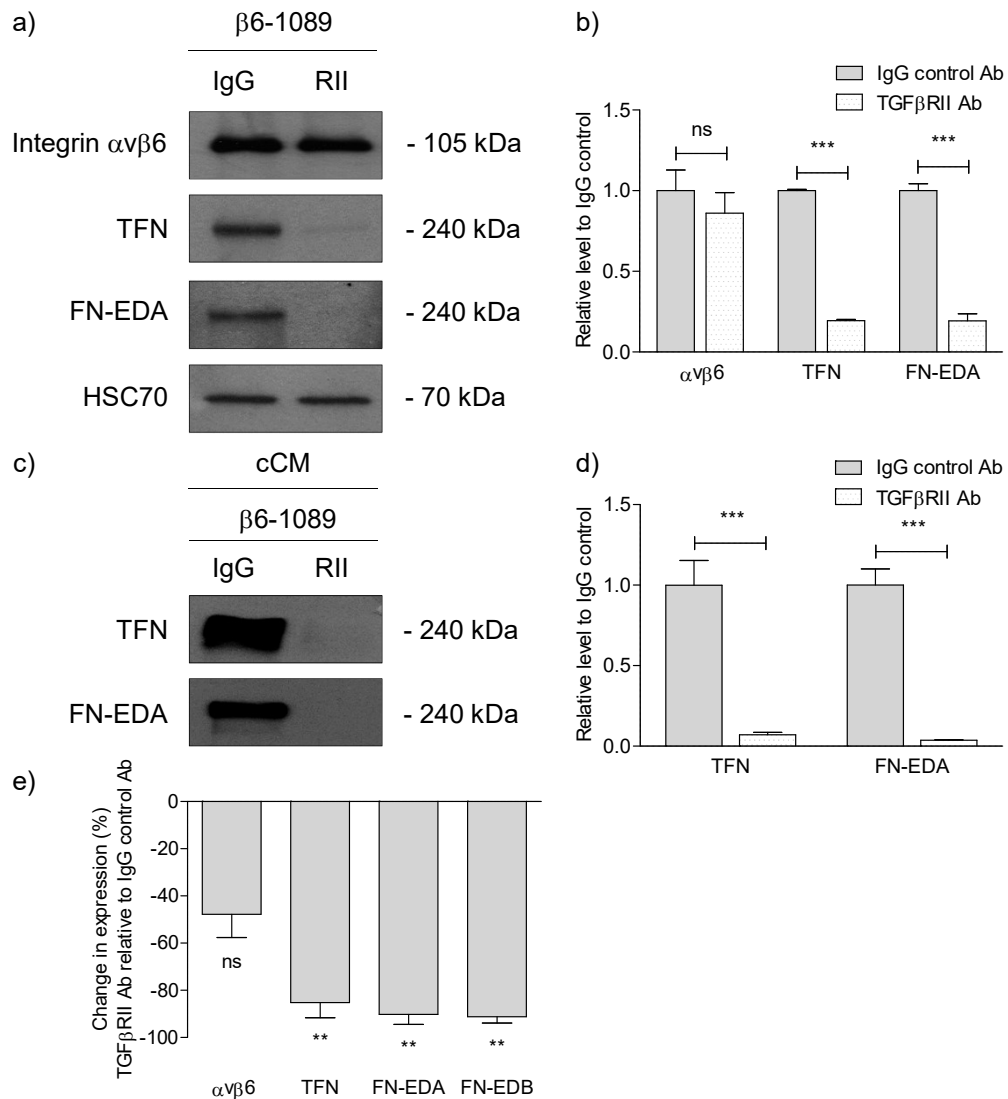 a)
β6-1089
IgG RII
Integrin αvβ6 - 105 kDa
TFN - 240 kDa
FN-EDA - 240 kDa
HSC70 - 70 kDa
b)
IgG control Ab
TGFβRII Ab
Relative level to IgG control
1.5
1.0
0.5
0.0
ns
***
***
αvβ6 TFN FN-EDA
c)
cCM
β6-1089
IgG RII
TFN - 240 kDa
FN-EDA - 240 kDa
d)
IgG control Ab
TGFβRII Ab
Relative level to IgG control
1.5
1.0
0.5
0.0
***
***
TFN FN-EDA
e)
Change in expression (%)
TGFβRII Ab relative to IgG control Ab
0
-20
-40
-60
-80
-100
ns
**
**
**
αvβ6 TFN FN-EDA FN-EDB